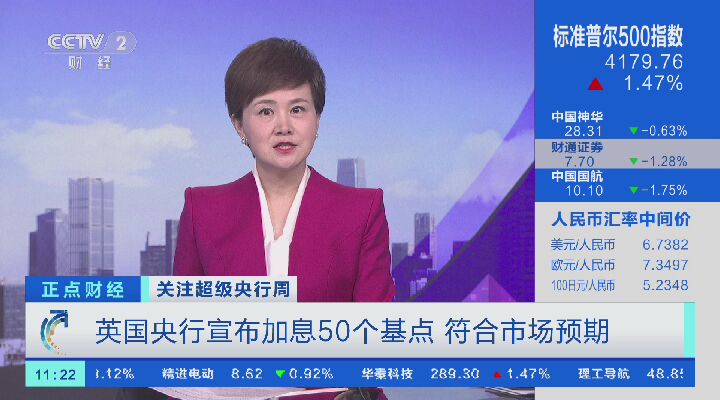 CCTV 2
财经
标准普尔500指数
4179.76
▲ 1.47%
中国神华
28.31 ▼-0.63%
财通证券
7.70 ▼-1.28%
中国国航
10.10 ▼-1.75%
人民币汇率中间价
美元/人民币 6.7382
欧元/人民币 7.3497
100日元/人民币 5.2348
正点财经 关注超级央行周
英国央行宣布加息50个基点 符合市场预期
11:22 .12% 精进电动 8.62 ▼0.92% 华秦科技 289.30 ▲1.47% 理工导航 48.85